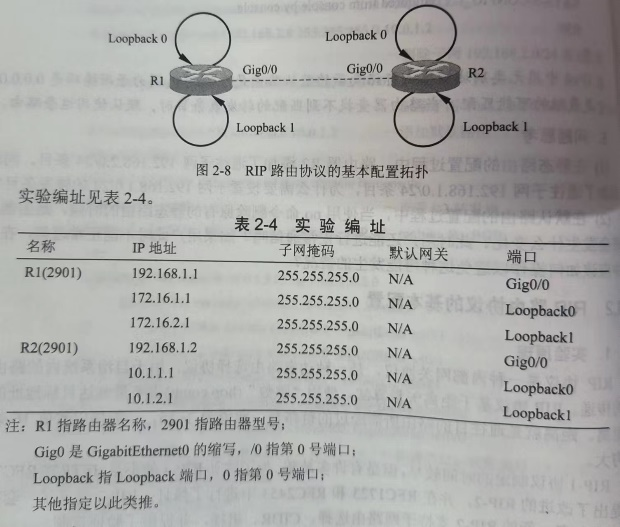 Loopback 0
Loopback 0
R1
Gig0/0
Gig0/0
R2
Loopback 1
Loopback 1
图 2-8 RIP 路由协议的基本配置拓扑
实验编址见表 2-4。
表 2-4 实 验 编 址
名称 IP 地址 子网掩码 默认网关 端口
R1(2901) 192.168.1.1 255.255.255.0 N/A Gig0/0
172.16.1.1 255.255.255.0 N/A Loopback0
172.16.2.1 255.255.255.0 N/A Loopback1
R2(2901) 192.168.1.2 255.255.255.0 N/A Gig0/0
10.1.1.1 255.255.255.0 N/A Loopback0
10.1.2.1 255.255.255.0 N/A Loopback1
注：R1 指路由器名称，2901 指路由器型号；
Gig0 是 GigabitEthernet0 的缩写，/0 指第 0 号端口；
Loopback 指 Loopback 端口，0 指第 0 号端口；
其他指定以此类推。